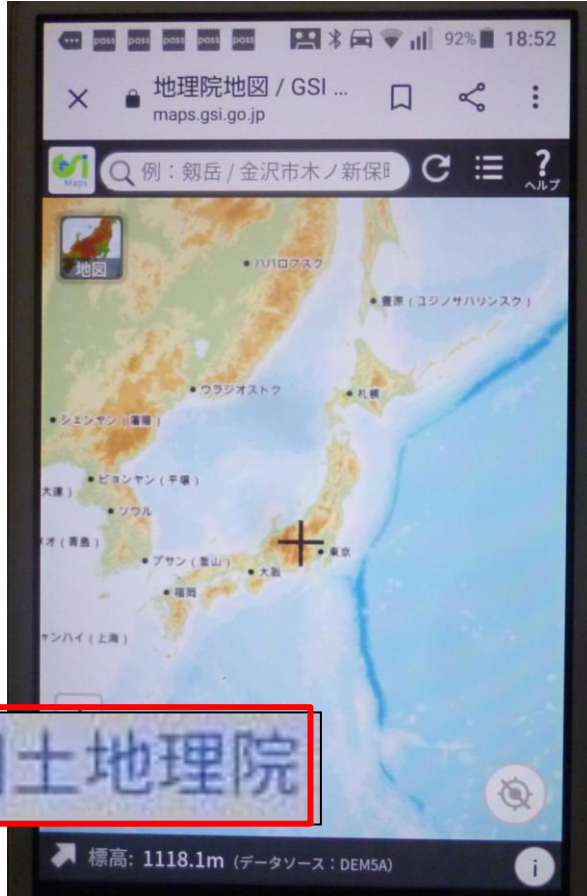 poss poss poss poss poss 92% 18:52
地理院地図 / GSI ...
maps.gsi.go.jp
Maps
例：剱岳 / 金沢市木ノ新保
ヘルプ
地図
ハバロフスク
豊原（ユジノサハリンスク）
ウラジオストク
札幌
シェンヤン（瀋陽）
ピョンヤン（平壌）
大連）
ソウル
オ（青島）
東京
プサン（釜山）
大阪
福岡
ャンハイ（上海）
土地理院
標高: 1118.1m（データソース：DEM5A）